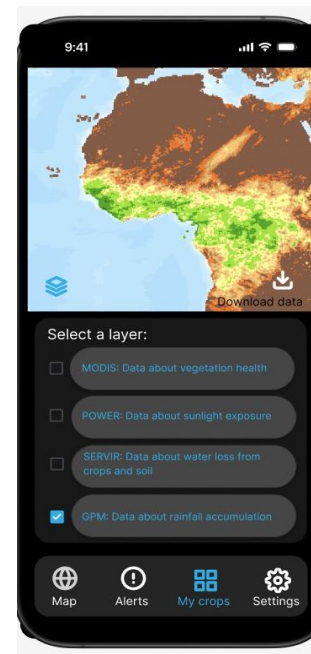 9:41
Download data
Select a layer:
MODIS: Data about vegetation health
POWER: Data about sunlight exposure
SERVIR: Data about water loss from
crops and soil
GPM: Data about rainfall accumulation
Map Alerts My crops Settings